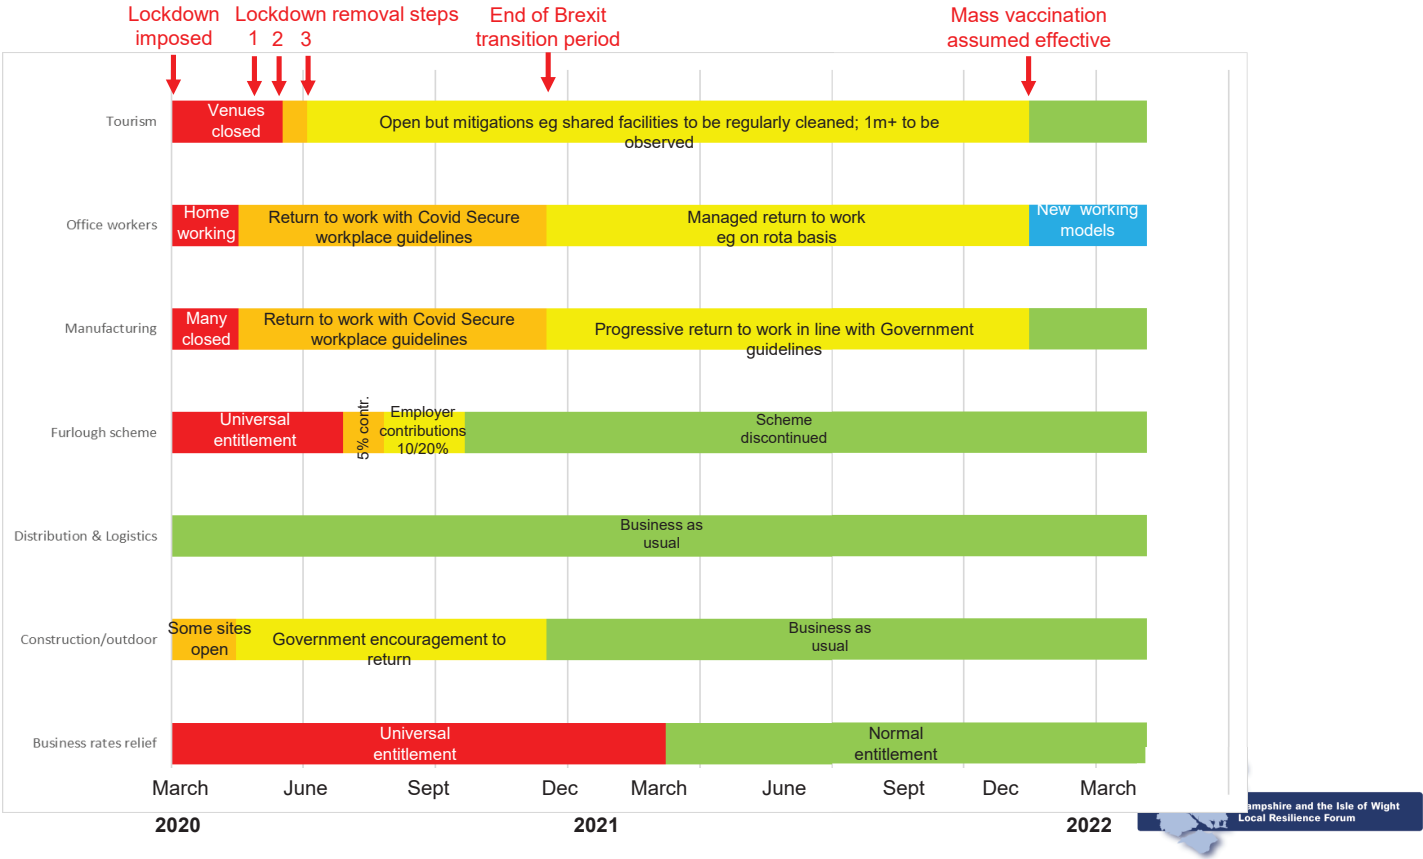 Lockdown
imposed
Lockdown removal steps
1 2 3
End of Brexit
transition period
Mass vaccination
assumed effective
Tourism
Venues
closed
Open but mitigations eg shared facilities to be regularly cleaned; 1m+ to be
observed
Office workers
Home
working
Return to work with Covid Secure
workplace guidelines
Managed return to work
eg on rota basis
New working
models
Manufacturing
Many
closed
Return to work with Covid Secure
workplace guidelines
Progressive return to work in line with Government
guidelines
Furlough scheme
Universal
entitlement
5% contr.
Employer
contributions
10/20%
Scheme
discontinued
Distribution & Logistics
Business as
usual
Construction/outdoor
Some sites
open
Government encouragement to
return
Business as
usual
Business rates relief
Universal
entitlement
Normal
entitlement
March June Sept Dec March June Sept Dec March
2020 2021 2022
ampshire and the Isle of Wight
Local Resilience Forum